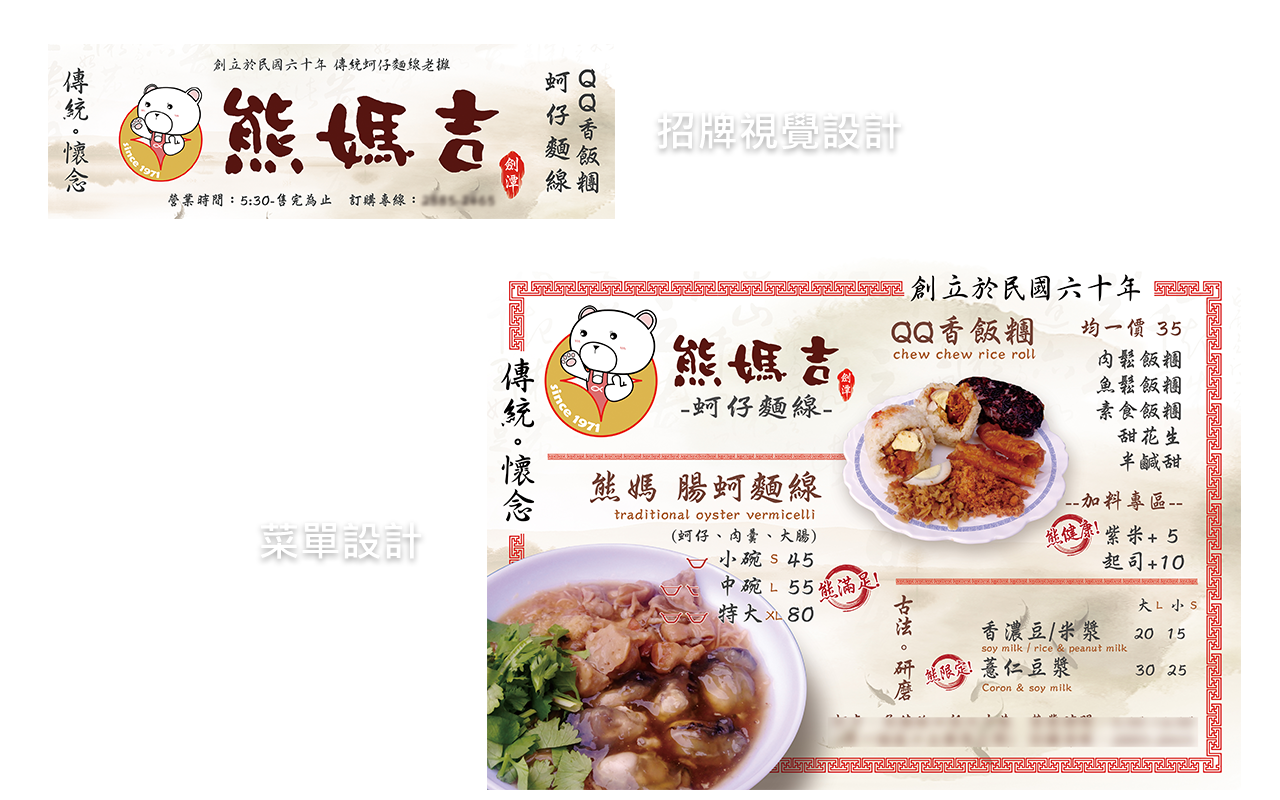 創立於民國六十年 傳統蚵仔麵線老攤
傳統。懷念
since 1971
熊媽吉
劍潭
QQ香飯糰
蚵仔麵線
營業時間：5:30-售完為止 訂購專線：
招牌視覺設計
菜單設計
創立於民國六十年
傳統。懷念
since 1971
熊媽吉
劍潭
-蚵仔麵線-
熊媽 腸蚵麵線
traditional oyster vermicelli
(蚵仔、肉羹、大腸)
小碗 S 45
中碗 L 55
特大 XL 80
熊滿足!
QQ香飯糰
chew chew rice roll
均一價 35
肉鬆飯糰
魚鬆飯糰
素食飯糰
甜花生
半鹹甜
--加料專區--
熊健康!
紫米+ 5
起司+10
古法。研磨
大 L 小 S
香濃豆/米漿 20 15
soy milk / rice & peanut milk
熊限定!
薏仁豆漿 30 25
Coron & soy milk